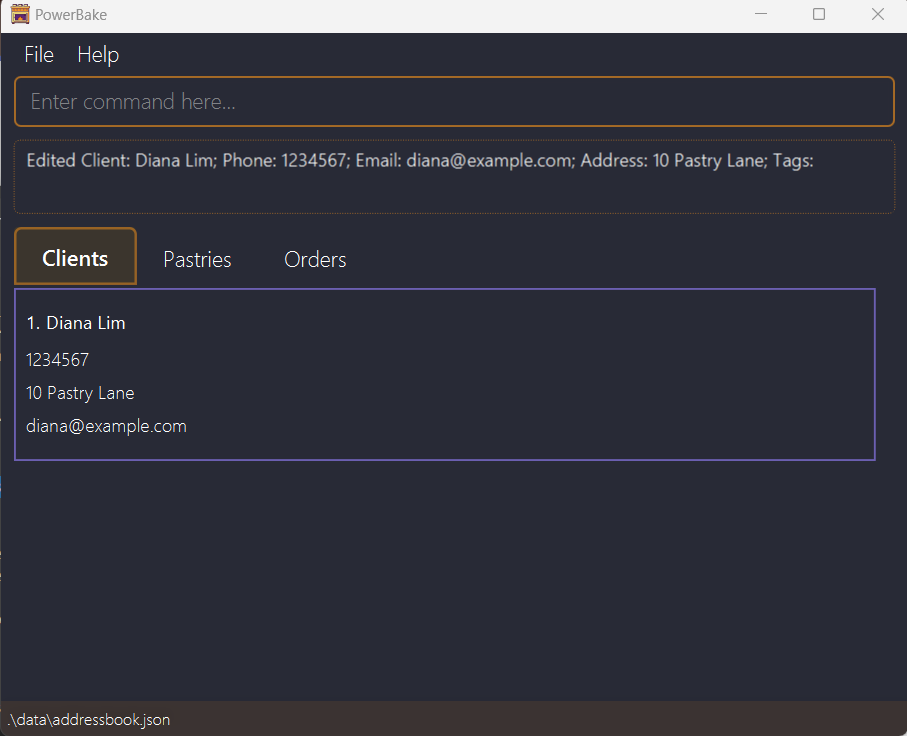 PowerBake
File Help
Enter command here...
Edited Client: Diana Lim; Phone: 1234567; Email: diana@example.com; Address: 10 Pastry Lane; Tags:
Clients Pastries Orders
1. Diana Lim
1234567
10 Pastry Lane
diana@example.com
.\data\addressbook.json